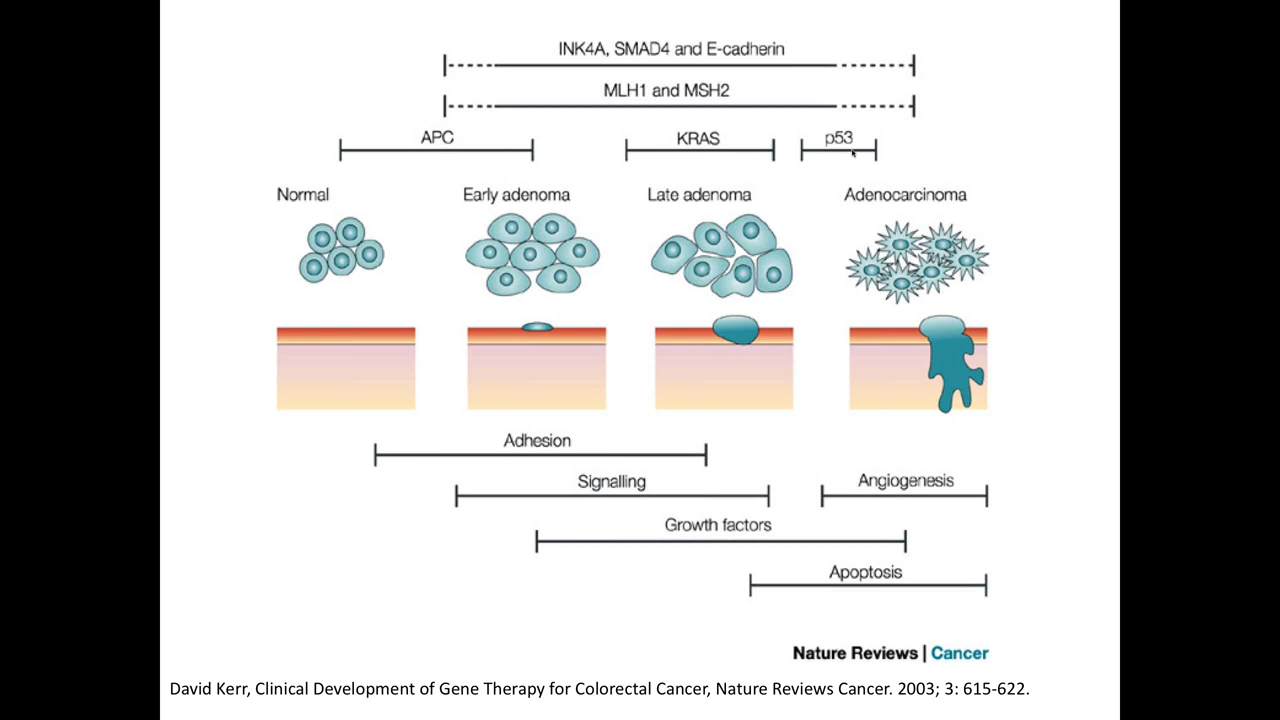 INK4A, SMAD4 and E-cadherin
MLH1 and MSH2
APC
KRAS
p53
Normal
Early adenoma
Late adenoma
Adenocarcinoma
Adhesion
Signalling
Angiogenesis
Growth factors
Apoptosis
Nature Reviews | Cancer
David Kerr, Clinical Development of Gene Therapy for Colorectal Cancer, Nature Reviews Cancer. 2003; 3: 615-622.